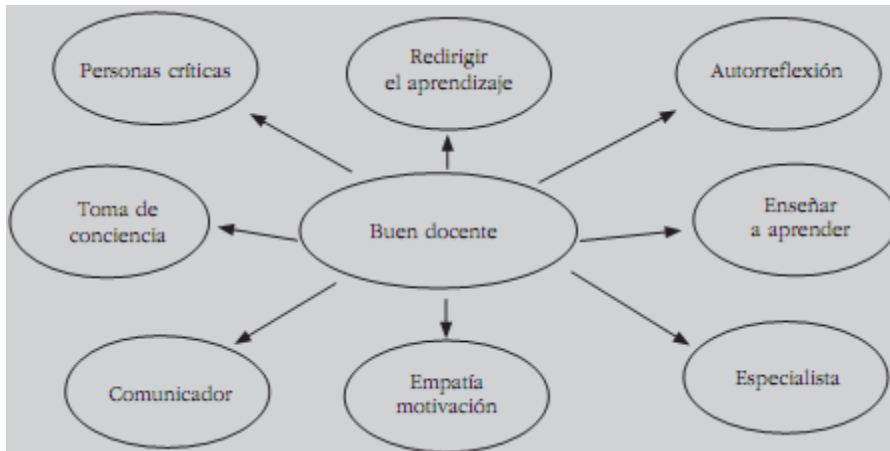 Personas críticas
Redirigir
el aprendizaje
Autorreflexión
Toma de
conciencia
Buen docente
Enseñar
a aprender
Comunicador
Empatía
motivación
Especialista